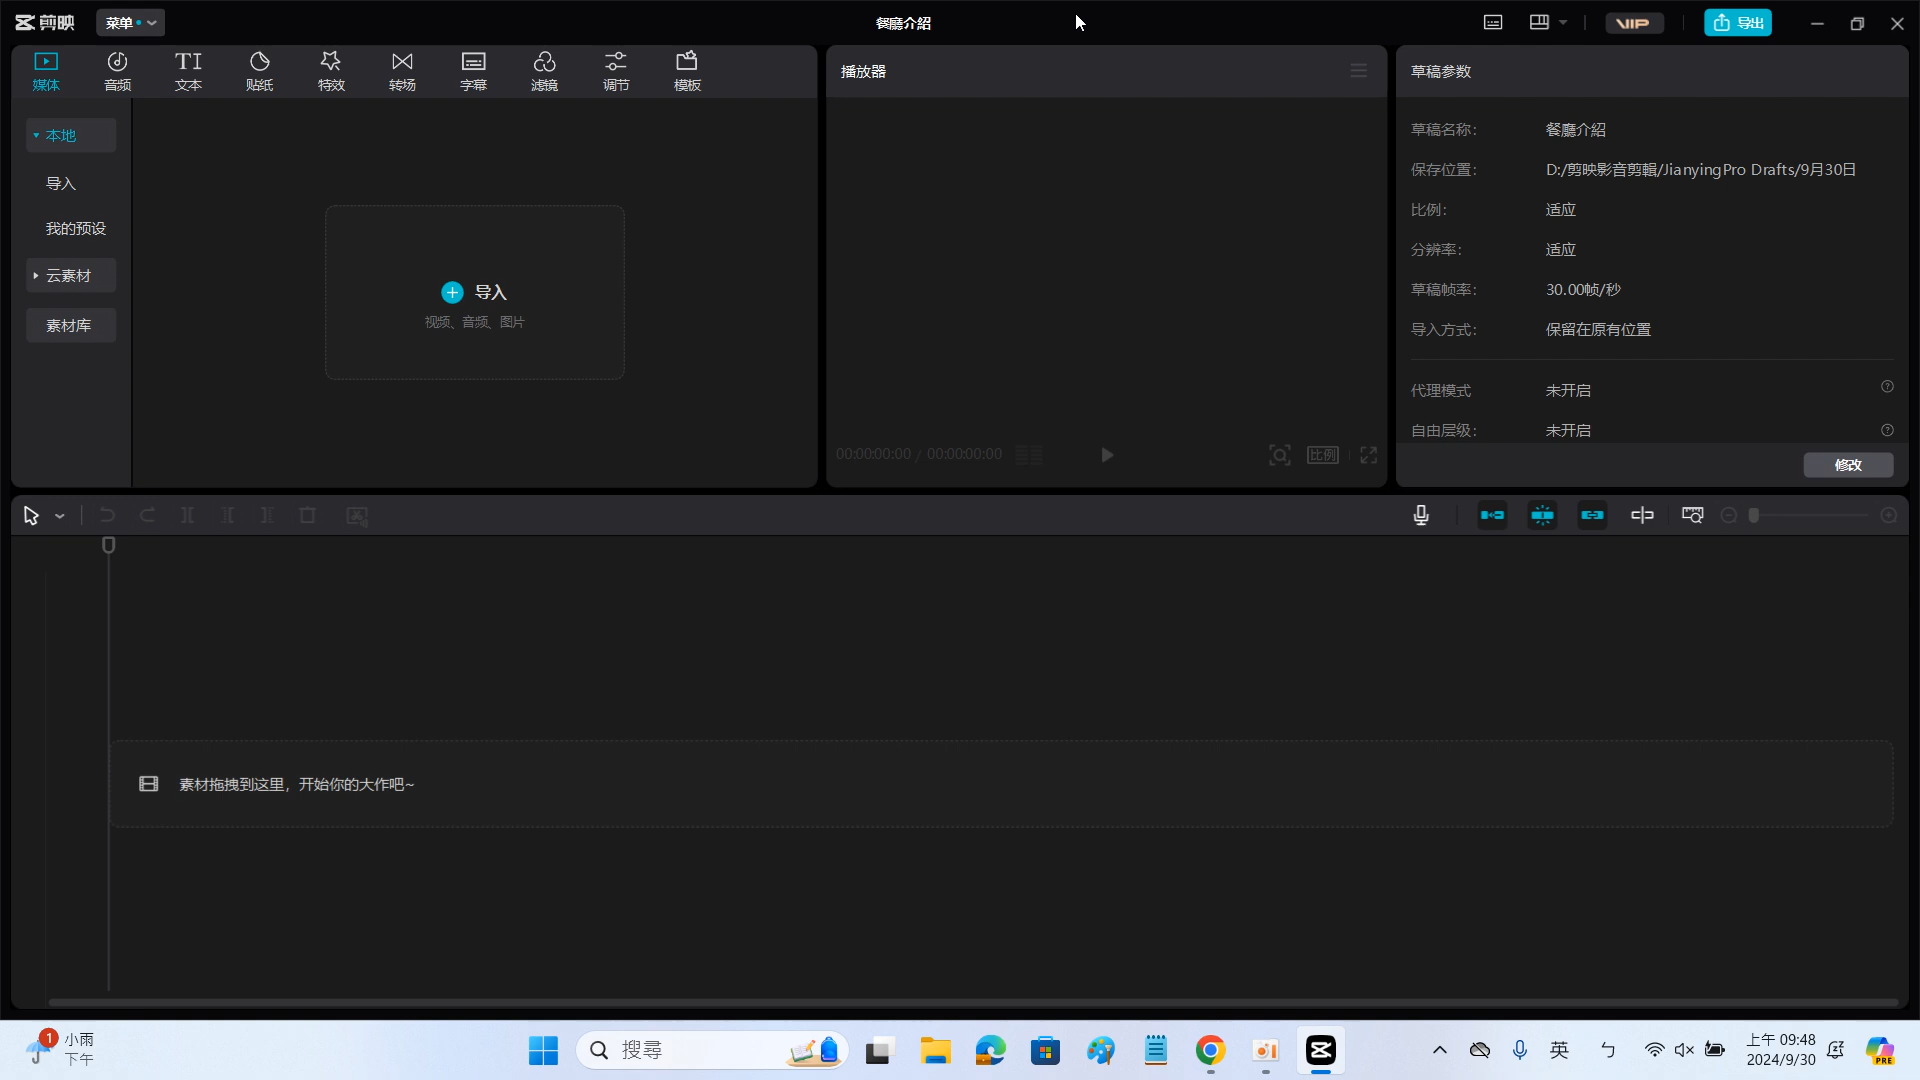 剪映
菜单
餐廳介紹
VIP
导出
媒体
音频
文本
贴纸
特效
转场
字幕
滤镜
调节
模板
本地
导入
我的预设
云素材
素材库
导入
视频、音频、图片
播放器
00:00:00:00 / 00:00:00:00
比例
草稿参数
草稿名称: 餐廳介紹
保存位置: D:/剪映影音剪輯/JianyingPro Drafts/9月30日
比例: 适应
分辨率: 适应
草稿帧率: 30.00帧/秒
导入方式: 保留在原有位置
代理模式 未开启
自由层级: 未开启
修改
素材拖拽到这里，开始你的大作吧~
1
小雨
下午
搜尋
英
ㄅ
上午 09:48
2024/9/30
PRE